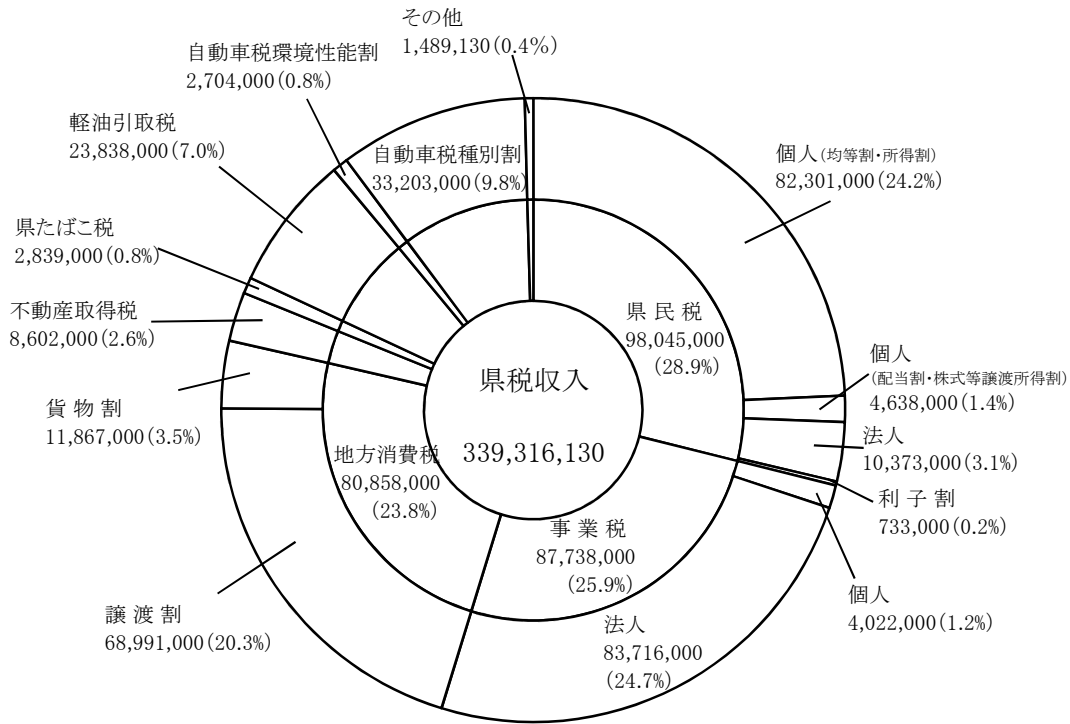 その他
1,489,130(0.4%)
自動車税環境性能割
2,704,000(0.8%)
軽油引取税
23,838,000(7.0%)
自動車税種別割
33,203,000(9.8%)
個人(均等割・所得割)
82,301,000(24.2%)
県たばこ税
2,839,000(0.8%)
不動産取得税
8,602,000(2.6%)
県 民 税
98,045,000
(28.9%)
個人
(配当割・株式等譲渡所得割)
4,638,000(1.4%)
県税収入
339,316,130
貨 物 割
11,867,000(3.5%)
法人
10,373,000(3.1%)
地方消費税
80,858,000
(23.8%)
利 子 割
733,000(0.2%)
事 業 税
87,738,000
(25.9%)
個人
4,022,000(1.2%)
譲 渡 割
68,991,000(20.3%)
法人
83,716,000
(24.7%)